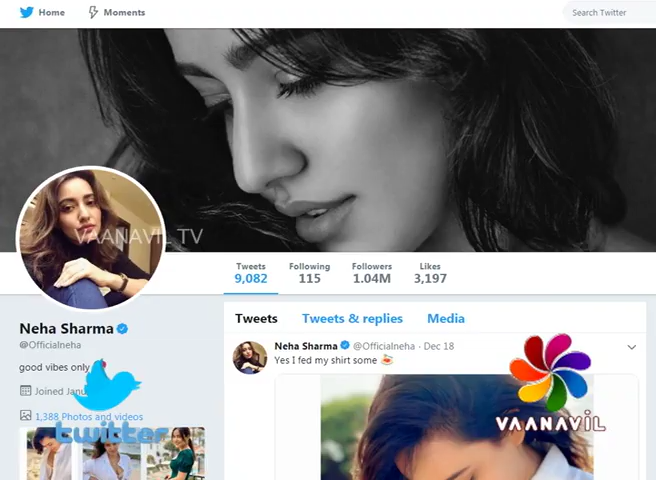 Home
Moments
Search Twitter
VAANAVIL TV
Tweets
Following
Followers
Likes
9,082
115
1.04M
3,197
Neha Sharma
@Officialneha
good vibes only
Joined
1,388 Photos and videos
twitter
Tweets
Tweets & replies
Media
Neha Sharma @Officialneha - Dec 18
Yes I fed my shirt some
VAANAVIL